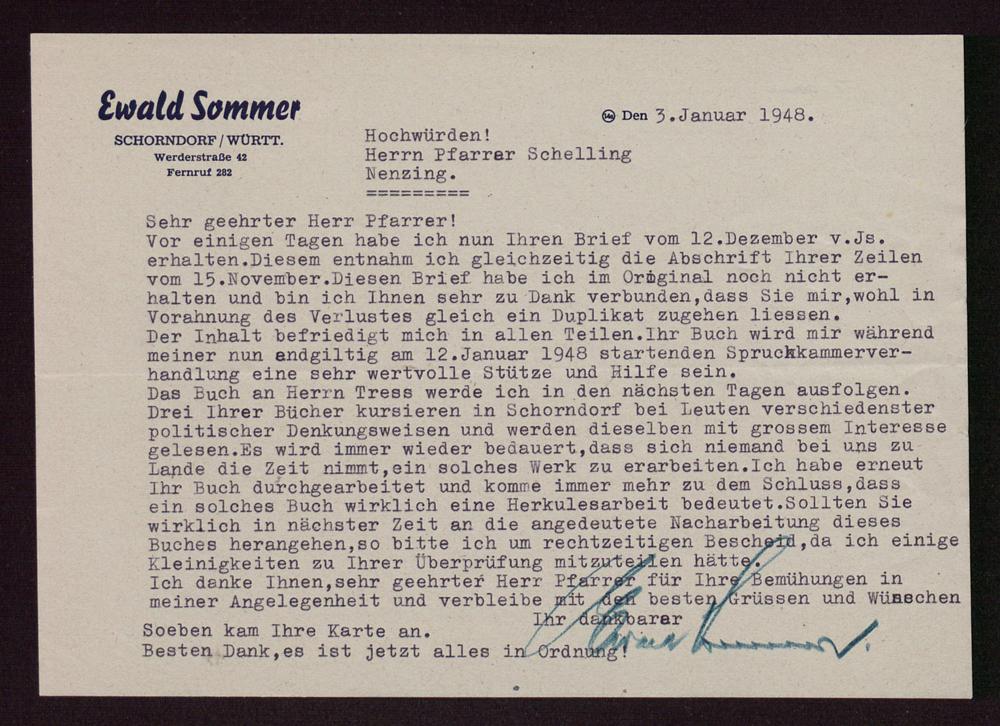 Ewald Sommer
SCHORNDORF / WÜRTT.
Werderstraße 42
Fernruf 282
14a Den 3.Januar 1948.
Hochwürden!
Herrn Pfarrer Schelling
Nenzing.
=========
Sehr geehrter Herr Pfarrer!
Vor einigen Tagen habe ich nun Ihren Brief vom 12.Dezember v.Js.
erhalten.Diesem entnahm ich gleichzeitig die Abschrift Ihrer Zeilen
vom 15.November.Diesen Brief habe ich im Original noch nicht er-
halten und bin ich Ihnen sehr zu Dank verbunden,dass Sie mir,wohl in
Vorahnung des Verlustes gleich ein Duplikat zugehen liessen.
Der Inhalt befriedigt mich in allen Teilen.Ihr Buch wird mir während
meiner nun endgiltig am 12.Januar 1948 startenden Spruchkammerver-
handlung eine sehr wertvolle Stütze und Hilfe sein.
Das Buch an Herrn Tress werde ich in den nächsten Tagen ausfolgen.
Drei Ihrer Bücher kursieren in Schorndorf bei Leuten verschiedenster
politischer Denkungsweisen und werden dieselben mit grossem Interesse
gelesen.Es wird immer wieder bedauert,dass sich niemand bei uns zu
Lande die Zeit nimmt,ein solches Werk zu erarbeiten.Ich habe erneut
Ihr Buch durchgearbeitet und komme immer mehr zu dem Schluss,dass
ein solches Buch wirklich eine Herkulesarbeit bedeutet.Sollten Sie
wirklich in nächster Zeit an die angedeutete Nacharbeitung dieses
Buches herangehen,so bitte ich um rechtzeitigen Bescheid,da ich einige
Kleinigkeiten zu Ihrer Überprüfung mitzuteilen hätte.
Ich danke Ihnen,sehr geehrter Herr Pfarrer für Ihre Bemühungen in
meiner Angelegenheit und verbleibe mit den besten Grüssen und Wünschen
Ihr dankbarer
Ewald Sommer.
Soeben kam Ihre Karte an.
Besten Dank,es ist jetzt alles in Ordnung!